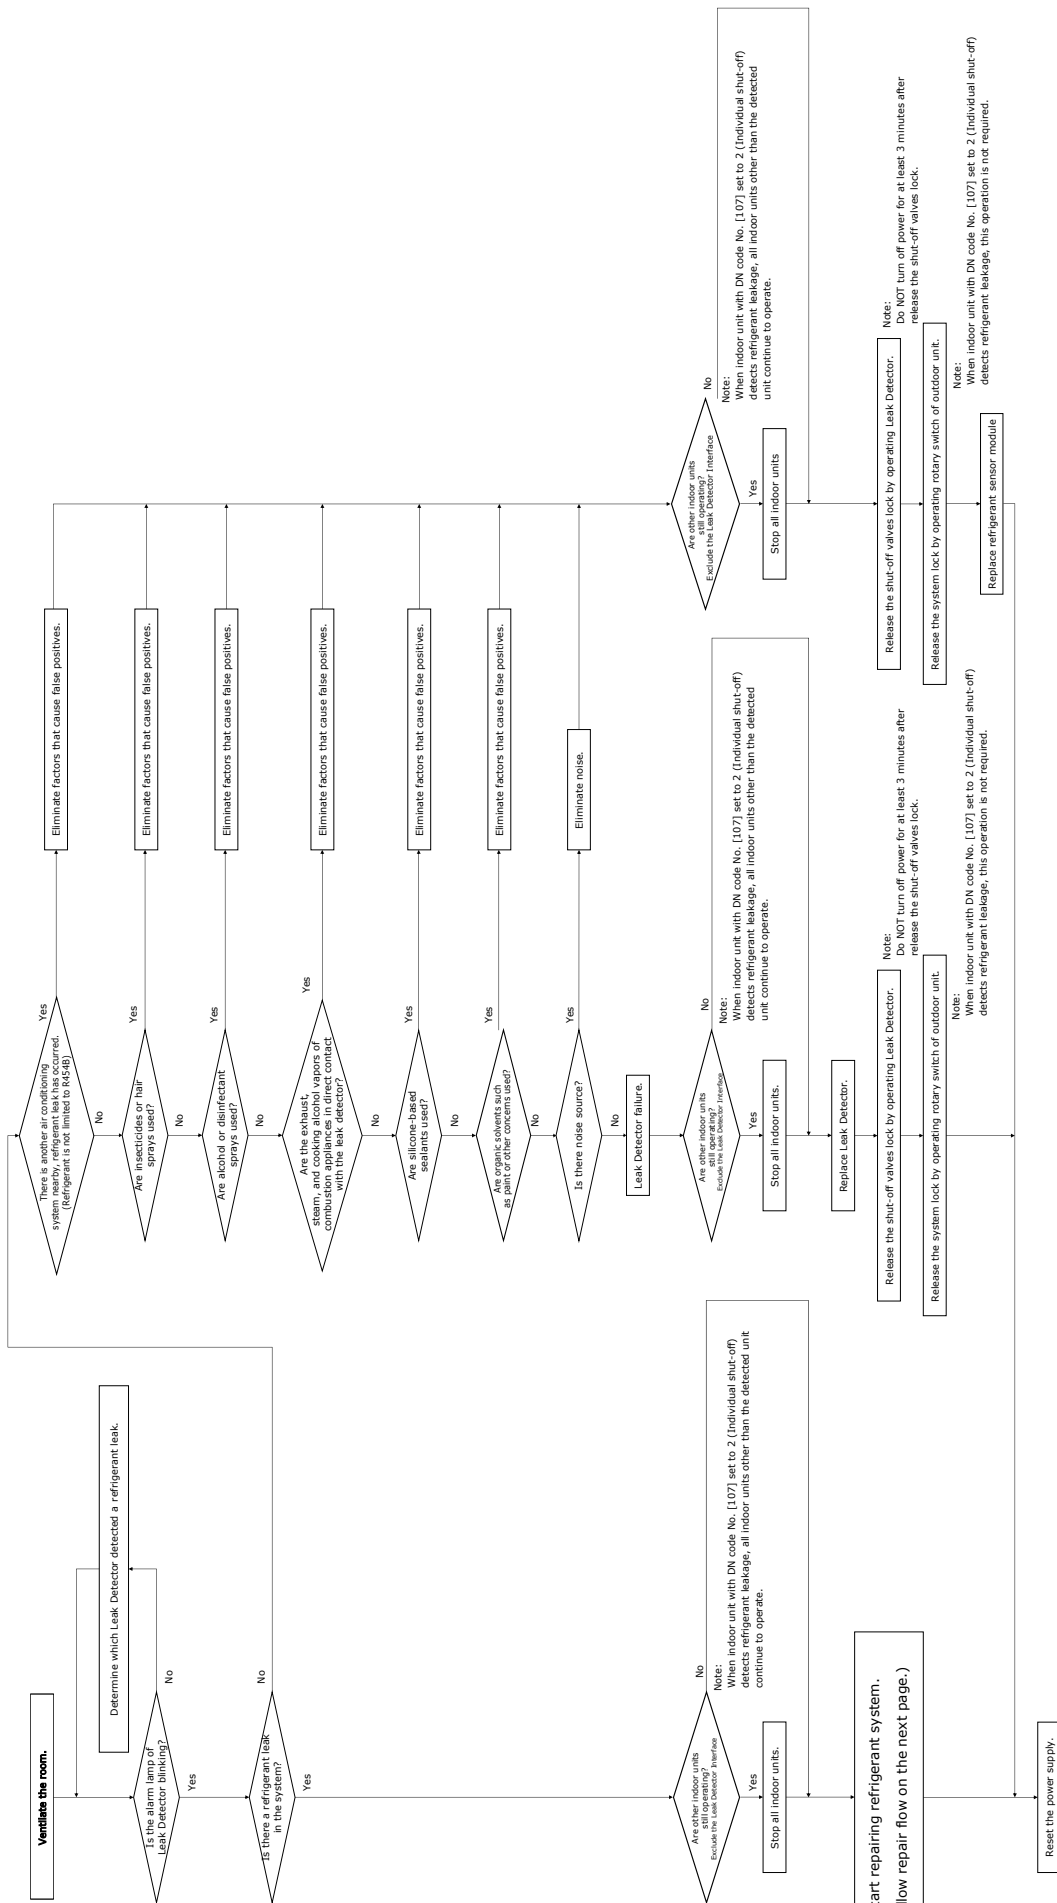 Ventilate the room.
Determine which Leak Detector detected a refrigerant leak.
Is the alarm lamp of
Leak Detector blinking?
No
Yes
Is there a refrigerant leak
in the system?
No
Yes
Are other indoor units
still operating?
Exclude the Leak Detector Interface
No
Note:
When indoor unit with DN code No. [107] set to 2 (Individual shut-off)
detects refrigerant leakage, all indoor units other than the detected unit
continue to operate.
Yes
Stop all indoor units.
art repairing refrigerant system.
llow repair flow on the next page.)
Reset the power supply.
There is another air conditioning
system nearby, refrigerant leak has occurred.
(Refrigerant is not limited to R454B)
Yes
No
Eliminate factors that cause false positives.
Are insecticides or hair
sprays used?
Yes
No
Eliminate factors that cause false positives.
Are alcohol or disinfectant
sprays used?
Yes
No
Eliminate factors that cause false positives.
Are the exhaust,
steam, and cooking alcohol vapors of
combustion appliances in direct contact
with the leak detector?
Yes
No
Eliminate factors that cause false positives.
Are silicone-based
sealants used?
Yes
No
Eliminate factors that cause false positives.
Are organic solvents such
as paint or other concerns used?
Yes
No
Eliminate factors that cause false positives.
Is there noise source?
Yes
No
Eliminate noise.
Leak Detector failure.
Are other indoor units
still operating?
Exclude the Leak Detector Interface
No
Note:
When indoor unit with DN code No. [107] set to 2 (Individual shut-off)
detects refrigerant leakage, all indoor units other than the detected
unit continue to operate.
Yes
Stop all indoor units.
Replace Leak Detector.
Release the shut-off valves lock by operating Leak Detector.
Note:
Do NOT turn off power for at least 3 minutes after
release the shut-off valves lock.
Release the system lock by operating rotary switch of outdoor unit.
Note:
When indoor unit with DN code No. [107] set to 2 (Individual shut-off)
detects refrigerant leakage, this operation is not required.
Are other indoor units
still operating?
Exclude the Leak Detector Interface
No
Note:
When indoor unit with DN code No. [107] set to 2 (Individual shut-off)
detects refrigerant leakage, all indoor units other than the detected
unit continue to operate.
Yes
Stop all indoor units
Release the shut-off valves lock by operating Leak Detector.
Note:
Do NOT turn off power for at least 3 minutes after
release the shut-off valves lock.
Release the system lock by operating rotary switch of outdoor unit.
Note:
When indoor unit with DN code No. [107] set to 2 (Individual shut-off)
detects refrigerant leakage, this operation is not required.
Replace refrigerant sensor module